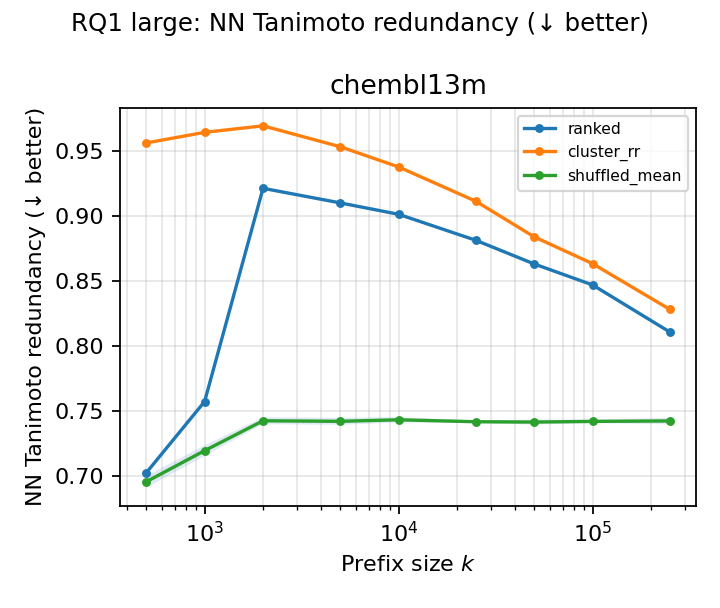 RQ1 large: NN Tanimoto redundancy (↓ better)
chembl13m
NN Tanimoto redundancy (↓ better)
0.95
0.90
0.85
0.80
0.75
0.70
ranked
cluster_rr
shuffled_mean
10³
10⁴
10⁵
Prefix size k